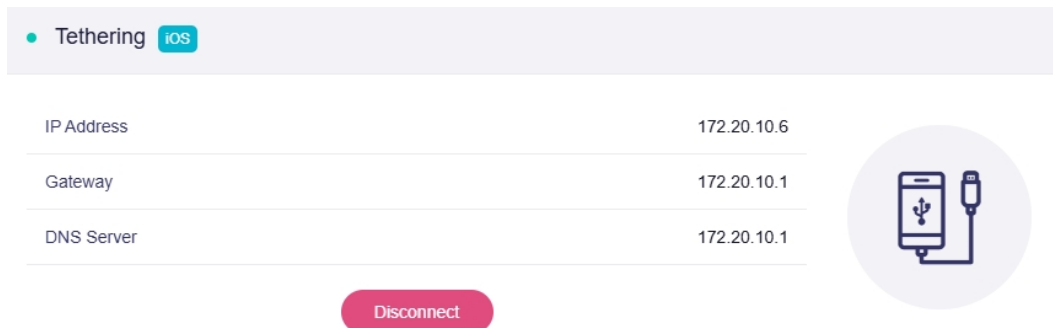 Tethering iOS
IP Address 172.20.10.6
Gateway 172.20.10.1
DNS Server 172.20.10.1
Disconnect